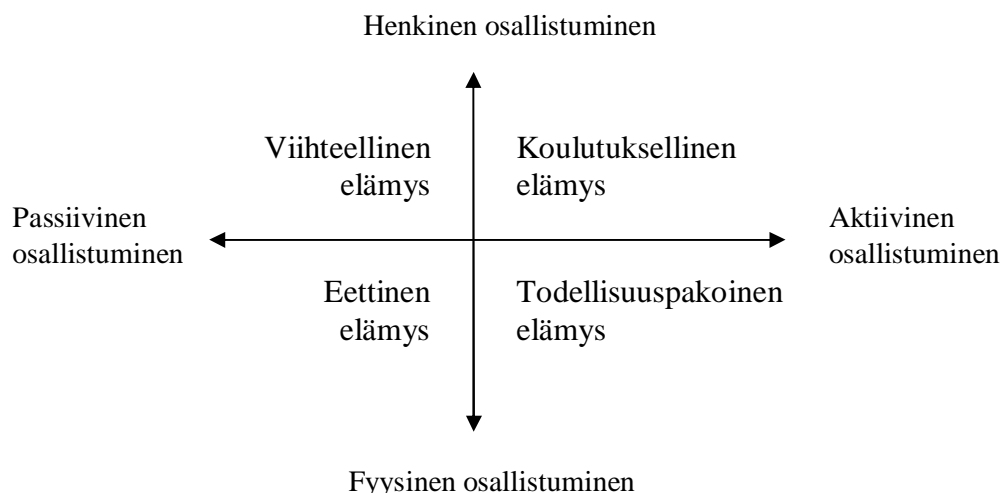 Henkinen osallistuminen
Viihteellinen
elämys
Koulutuksellinen
elämys
Passiivinen
osallistuminen
Aktiivinen
osallistuminen
Eettinen
elämys
Todellisuuspakoinen
elämys
Fyysinen osallistuminen